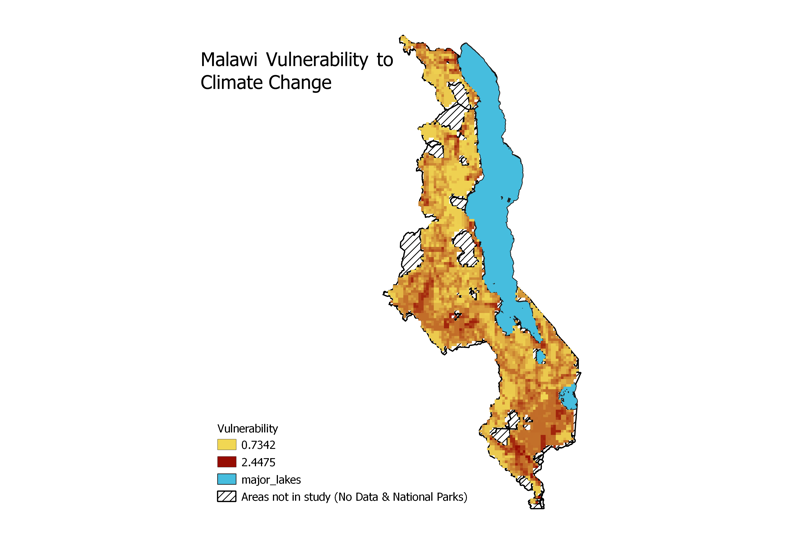 Malawi Vulnerability to
Climate Change
Vulnerability
0.7342
2.4475
major_lakes
Areas not in study (No Data & National Parks)